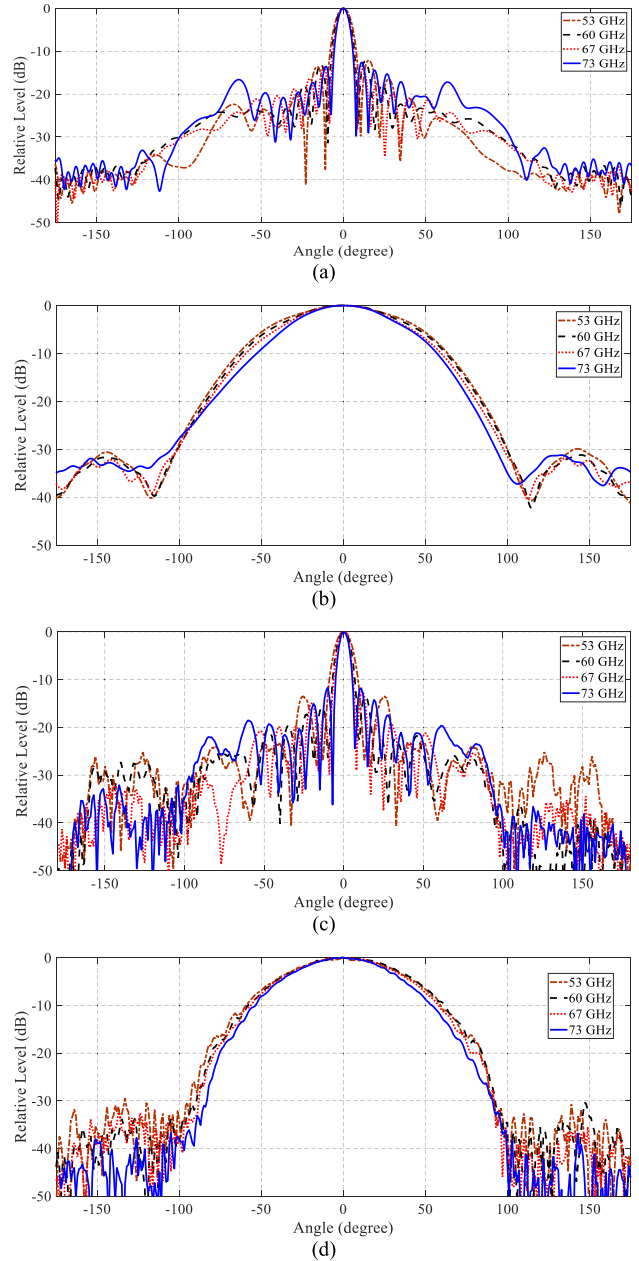 0
-10
-20
-30
-40
-50
Relative Level (dB)
53 GHz
60 GHz
67 GHz
73 GHz
-150 -100 -50 0 50 100 150
Angle (degree)
(a)
0
-10
-20
-30
-40
-50
Relative Level (dB)
53 GHz
60 GHz
67 GHz
73 GHz
-150 -100 -50 0 50 100 150
Angle (degree)
(b)
0
-10
-20
-30
-40
-50
Relative Level (dB)
53 GHz
60 GHz
67 GHz
73 GHz
-150 -100 -50 0 50 100 150
Angle (degree)
(c)
0
-10
-20
-30
-40
-50
Relative Level (dB)
53 GHz
60 GHz
67 GHz
73 GHz
-150 -100 -50 0 50 100 150
Angle (degree)
(d)